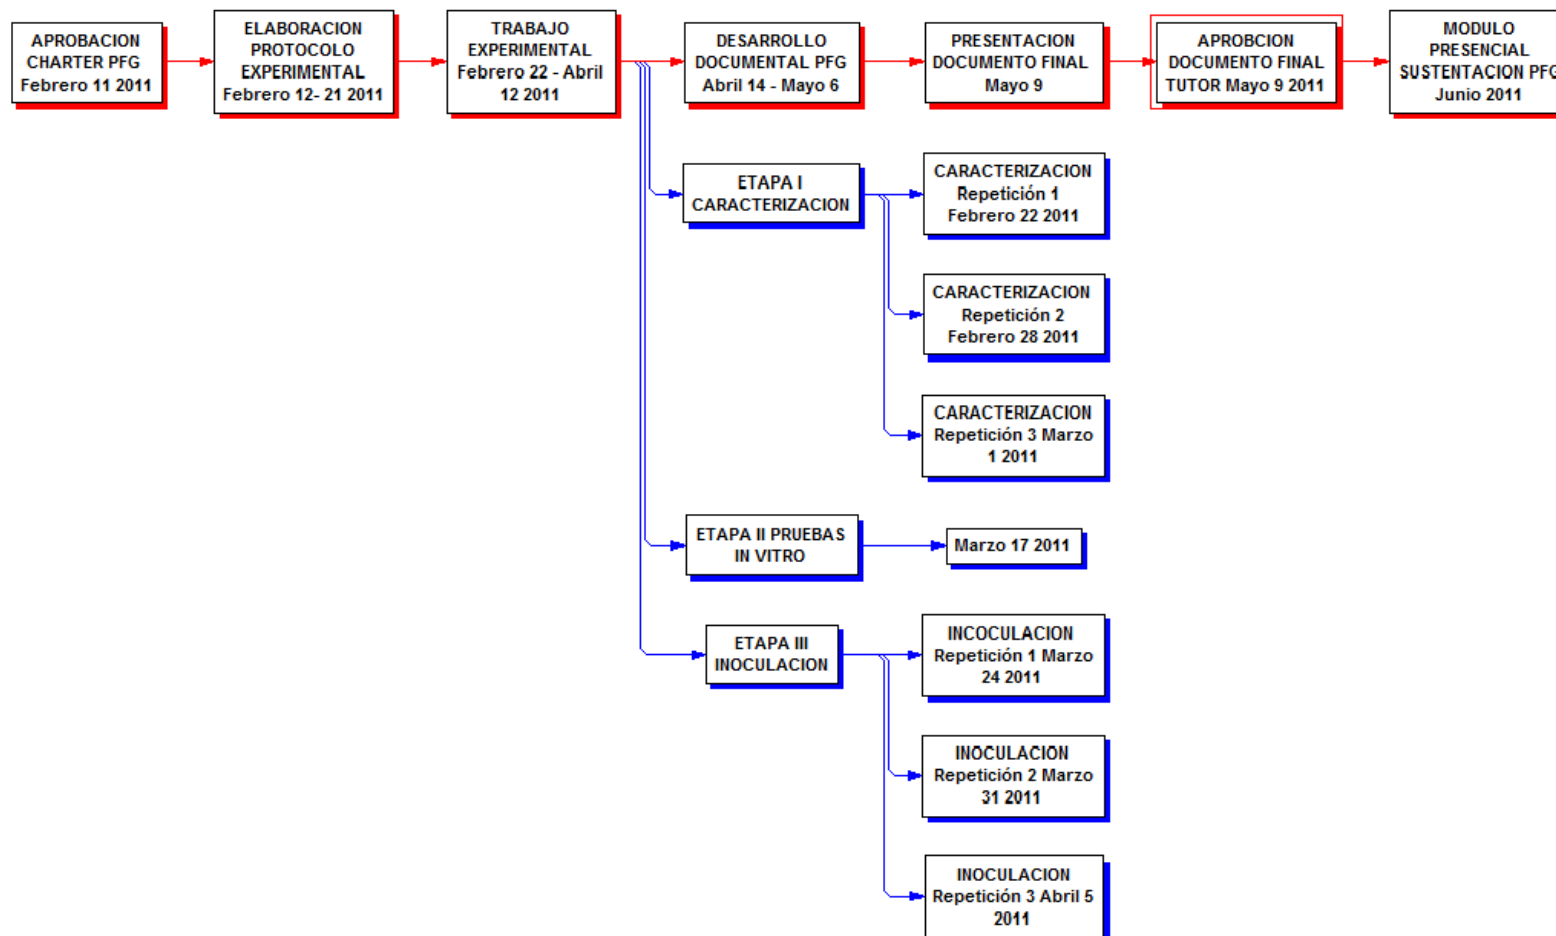 APROBACION
CHARTER PFG
Febrero 11 2011
ELABORACION
PROTOCOLO
EXPERIMENTAL
Febrero 12- 21 2011
TRABAJO
EXPERIMENTAL
Febrero 22 - Abril
12 2011
DESARROLLO
DOCUMENTAL PFG
Abril 14 - Mayo 6
PRESENTACION
DOCUMENTO FINAL
Mayo 9
APROBCION
DOCUMENTO FINAL
TUTOR Mayo 9 2011
MODULO
PRESENCIAL
SUSTENTACION PFG
Junio 2011
ETAPA I
CARACTERIZACION
CARACTERIZACION
Repetición 1
Febrero 22 2011
CARACTERIZACION
Repetición 2
Febrero 28 2011
CARACTERIZACION
Repetición 3 Marzo
1 2011
ETAPA II PRUEBAS
IN VITRO
Marzo 17 2011
ETAPA III
INOCULACION
INCOCULACION
Repetición 1 Marzo
24 2011
INOCULACION
Repetición 2 Marzo
31 2011
INOCULACION
Repetición 3 Abril 5
2011